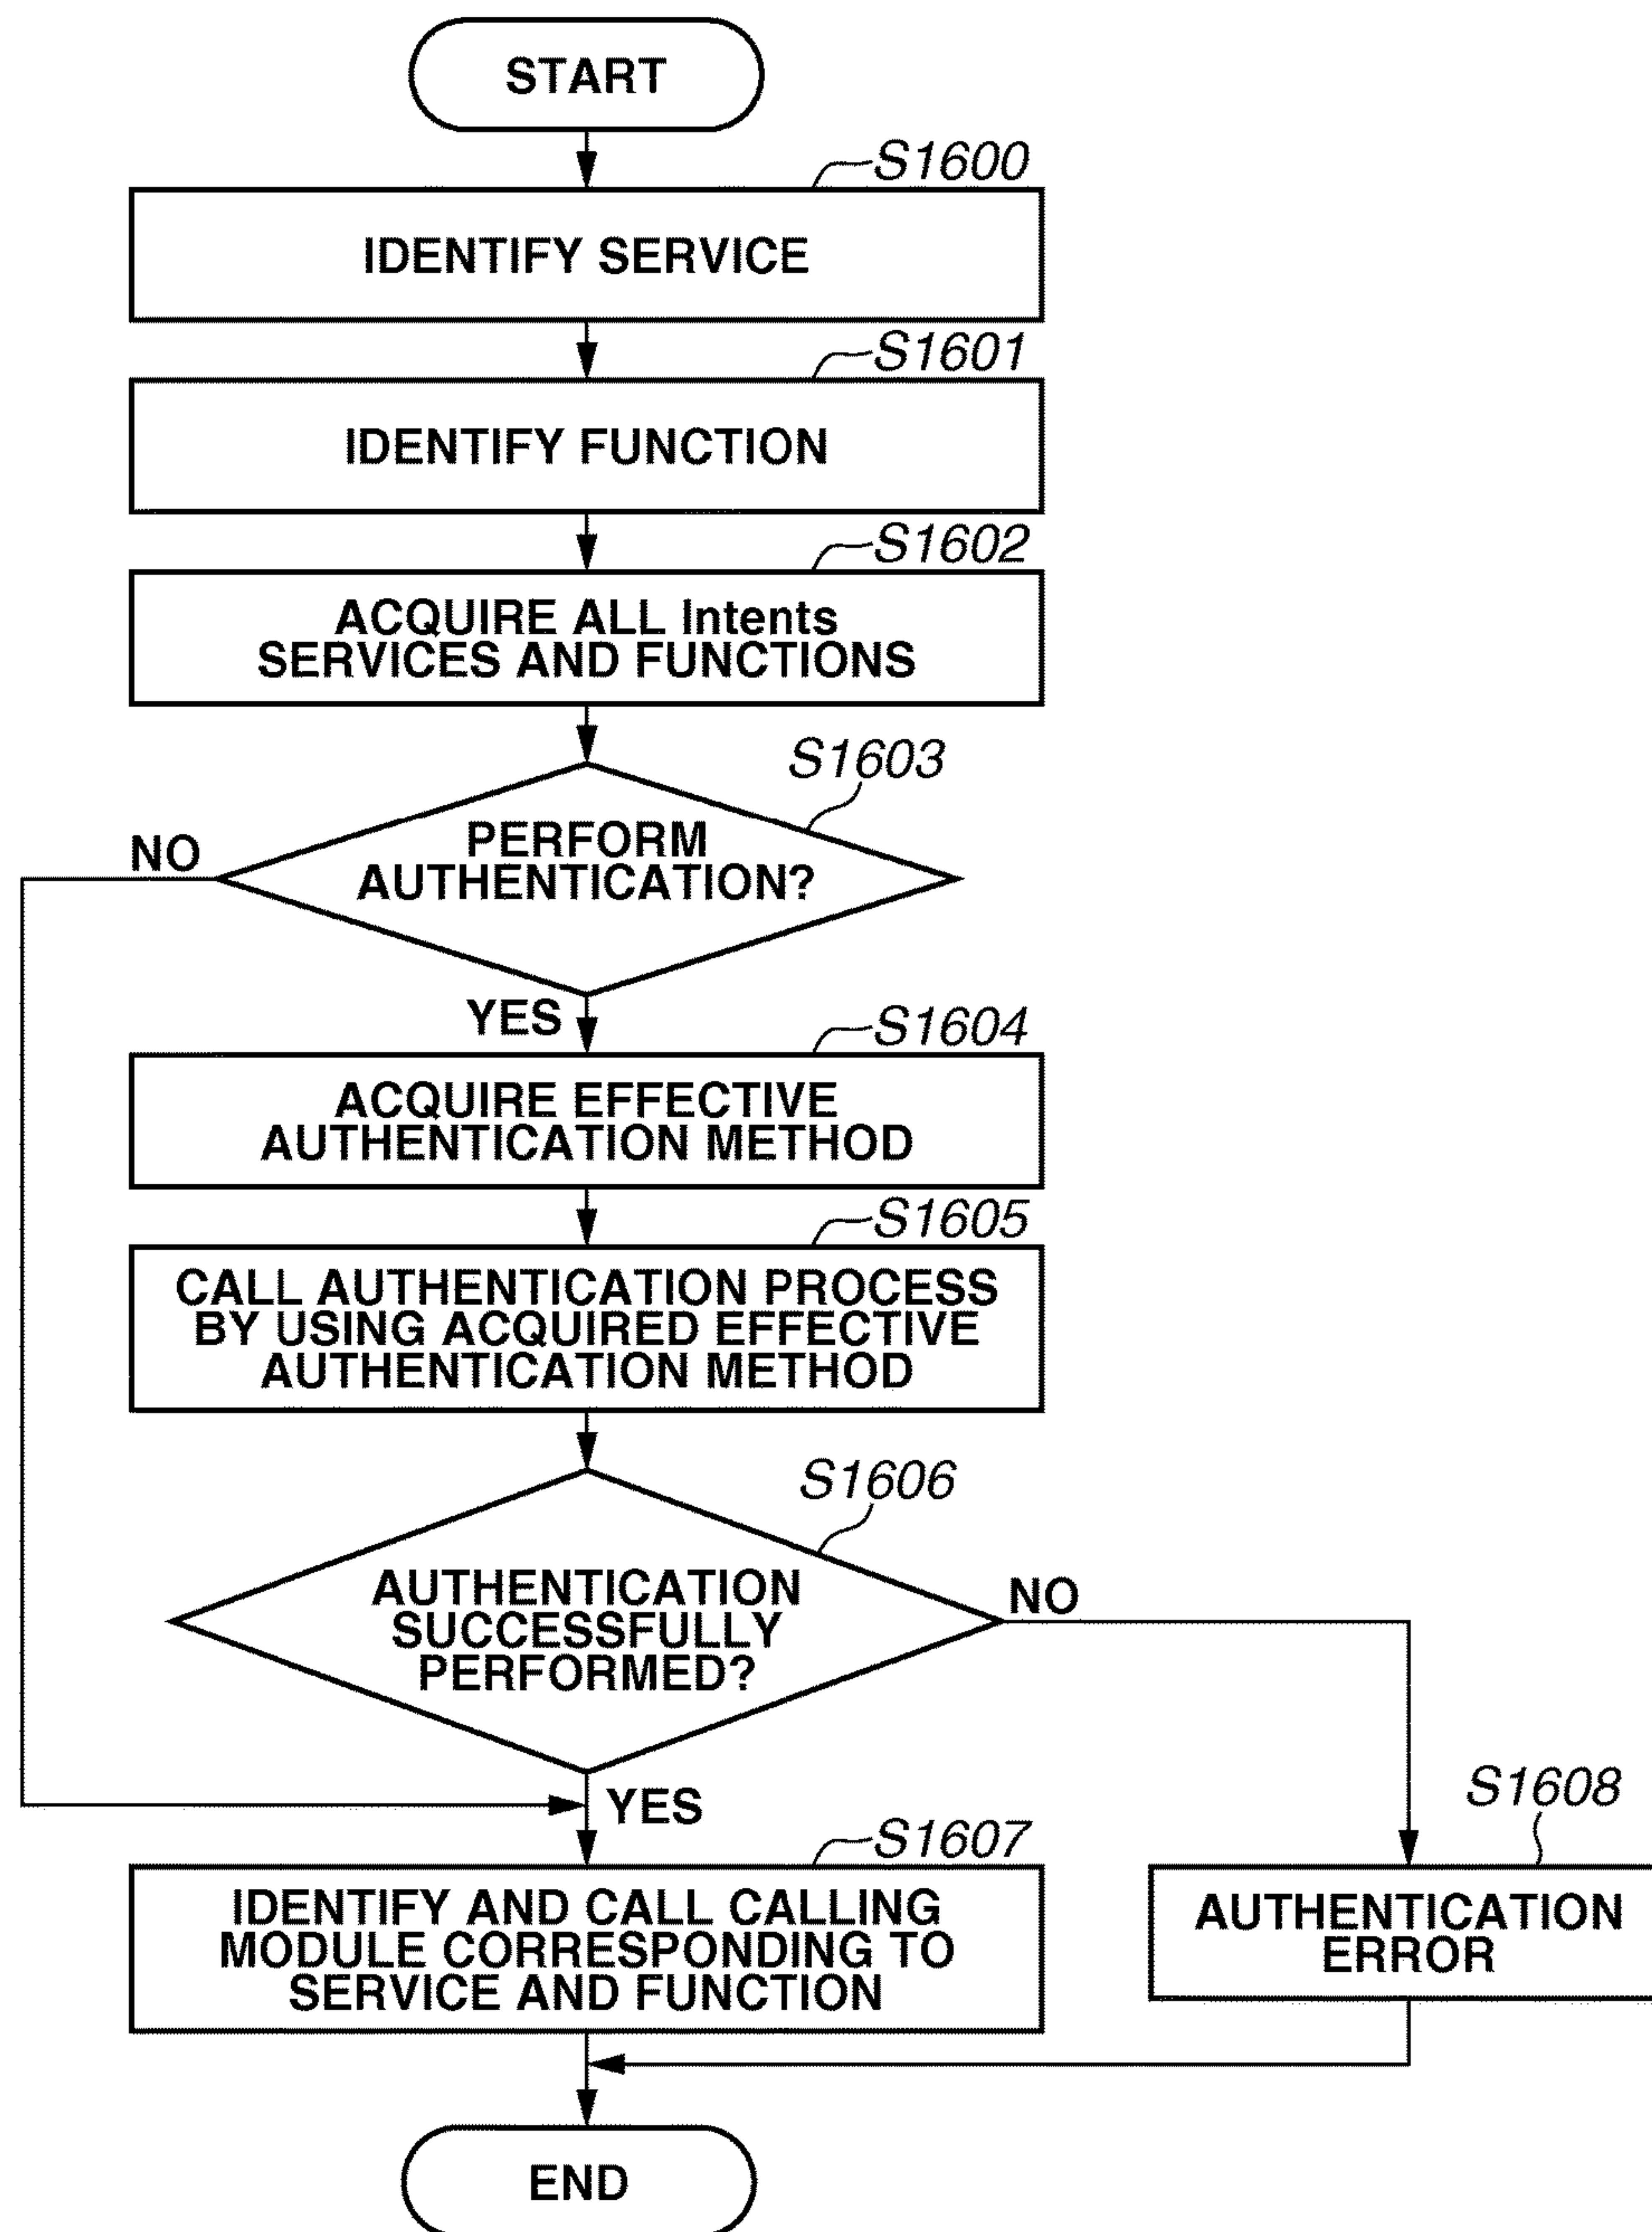 START
S1600
IDENTIFY SERVICE
S1601
IDENTIFY FUNCTION
S1602
ACQUIRE ALL Intents
SERVICES AND FUNCTIONS
S1603
PERFORM
AUTHENTICATION?
NO
YES
S1604
ACQUIRE EFFECTIVE
AUTHENTICATION METHOD
S1605
CALL AUTHENTICATION PROCESS
BY USING ACQUIRED EFFECTIVE
AUTHENTICATION METHOD
S1606
AUTHENTICATION
SUCCESSFULLY
PERFORMED?
NO
YES
S1607
IDENTIFY AND CALL CALLING
MODULE CORRESPONDING TO
SERVICE AND FUNCTION
S1608
AUTHENTICATION
ERROR
END